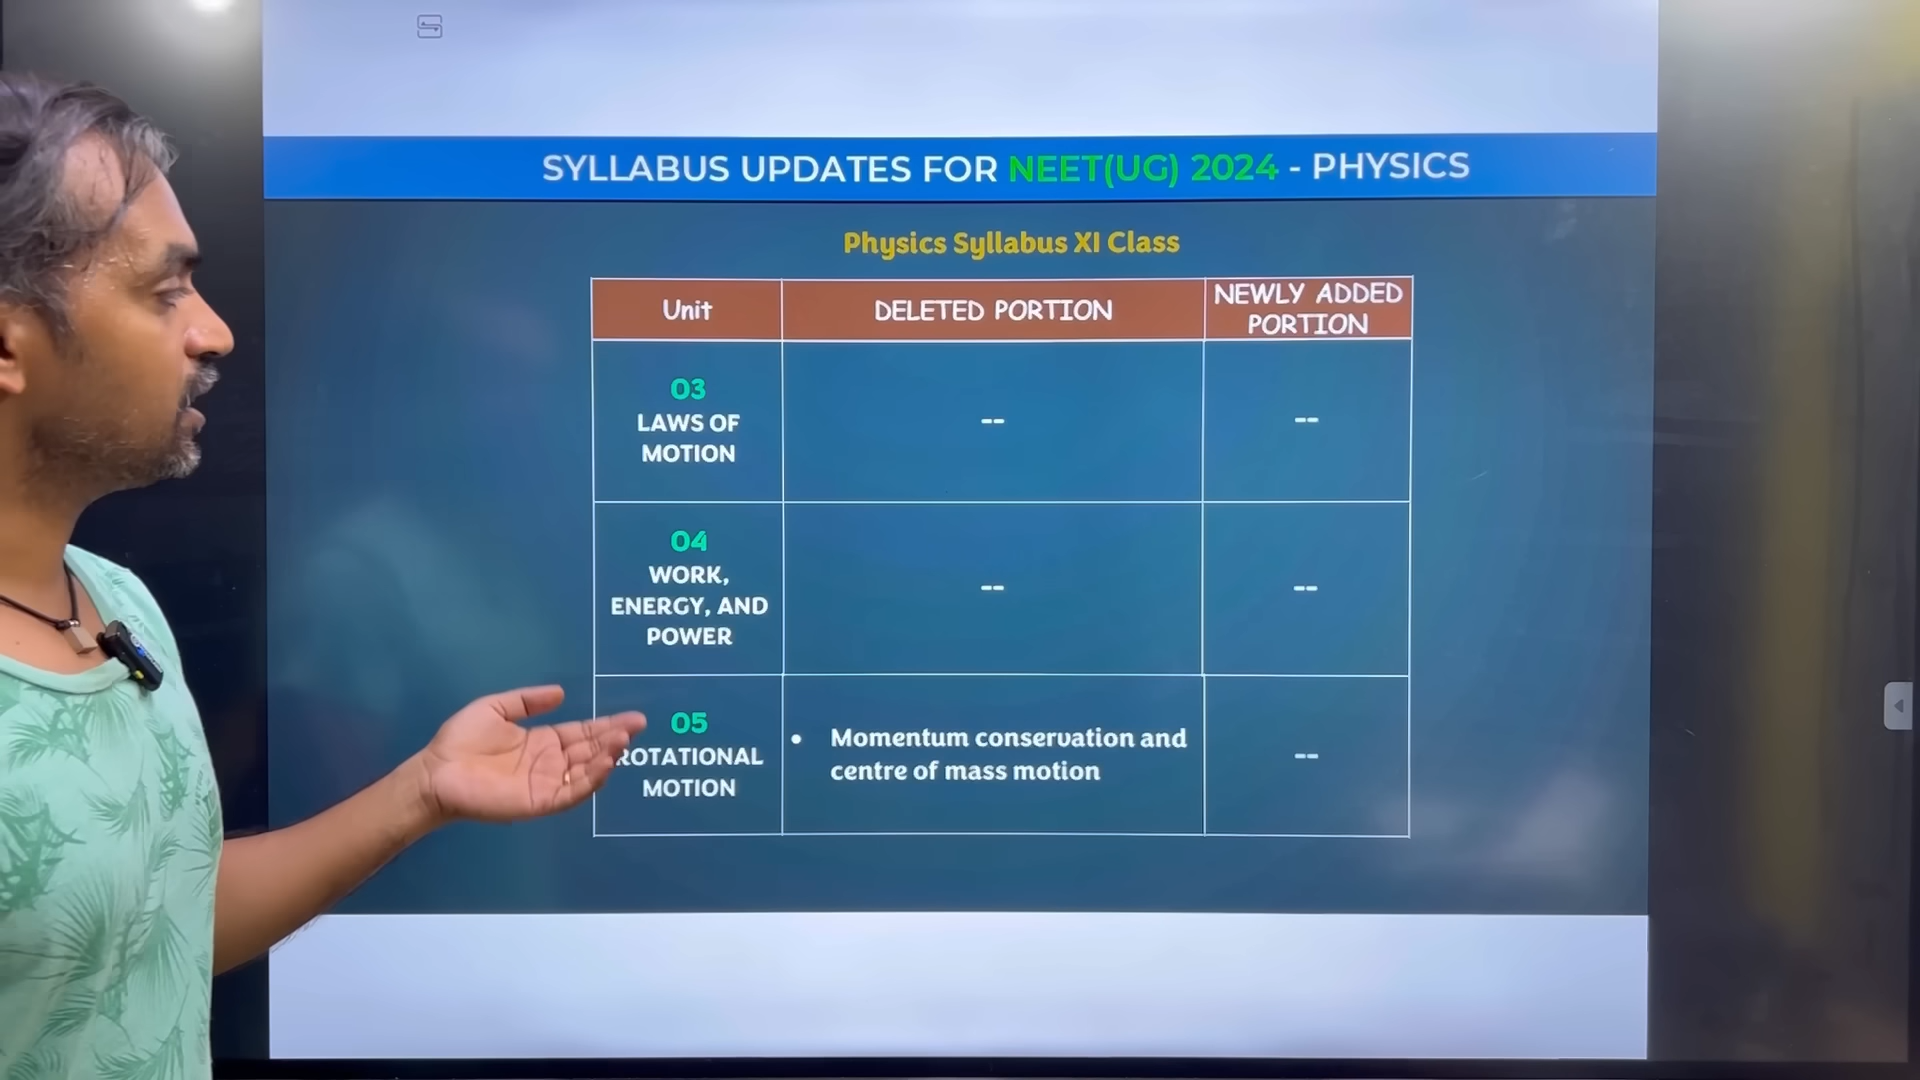 SYLLABUS UPDATES FOR NEET(UG) 2024 - PHYSICS
Physics Syllabus XI Class
Unit
DELETED PORTION
NEWLY ADDED
PORTION
03
LAWS OF
MOTION
--
--
04
WORK,
ENERGY, AND
POWER
--
--
05
ROTATIONAL
MOTION
• Momentum conservation and
centre of mass motion
--